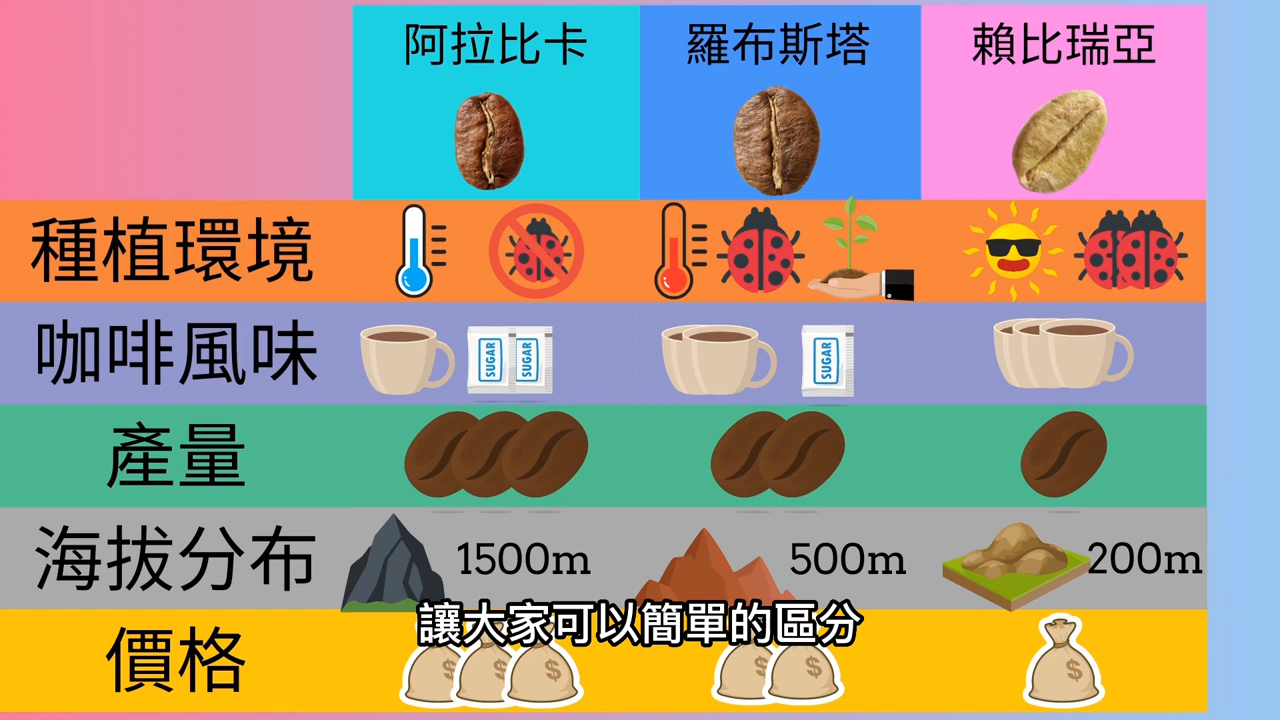 阿拉比卡 羅布斯塔 賴比瑞亞
種植環境
咖啡風味 SUGAR SUGAR SUGAR
產量
海拔分布 1500m 500m 200m
讓大家可以簡單的區分
價格 $ $ $ $ $ $